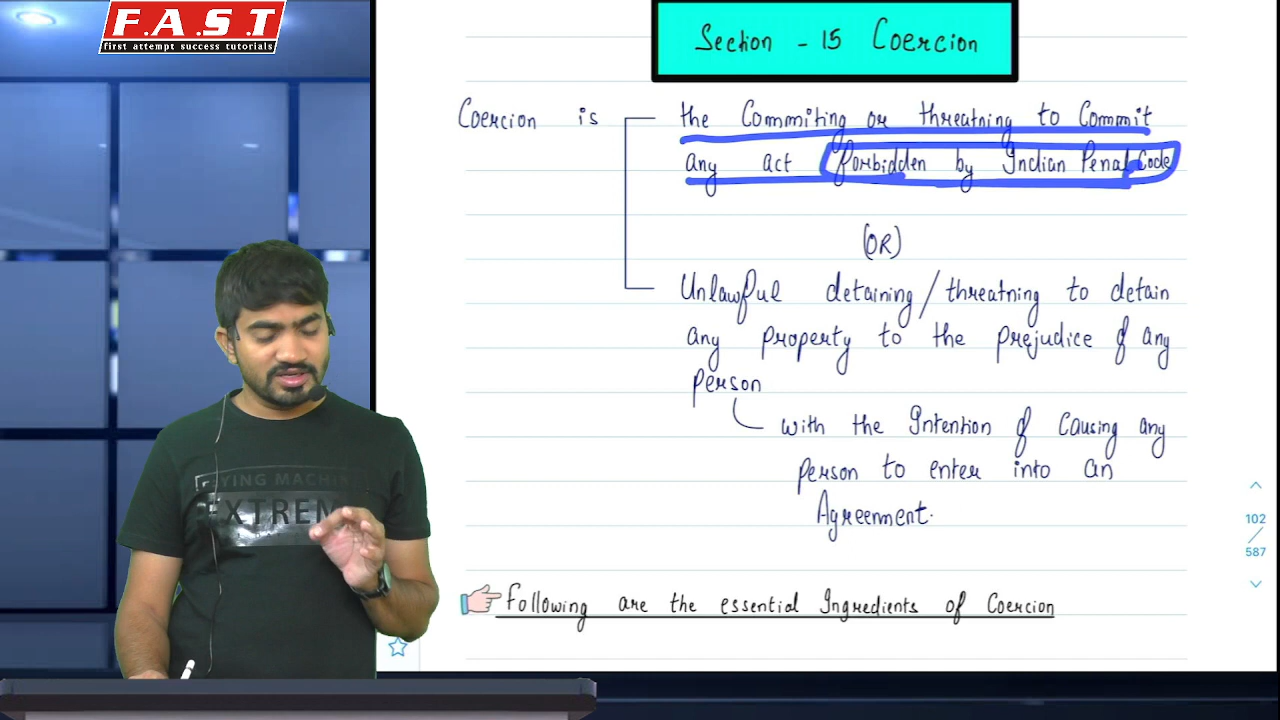 F.A.S.T
first attempt success tutorials
Section - 15 Coercion
Coercion is the Commiting or threatning to Commit
any act forbidden by Indian Penal Code
(OR)
Unlawful detaining/threatning to detain
any property to the prejudice of any
person
with the Intention of Causing any
person to enter into an
Agreement.
Following are the essential Ingredients of Coercion
FLYING MACHINE
EXTREM
102
/
587